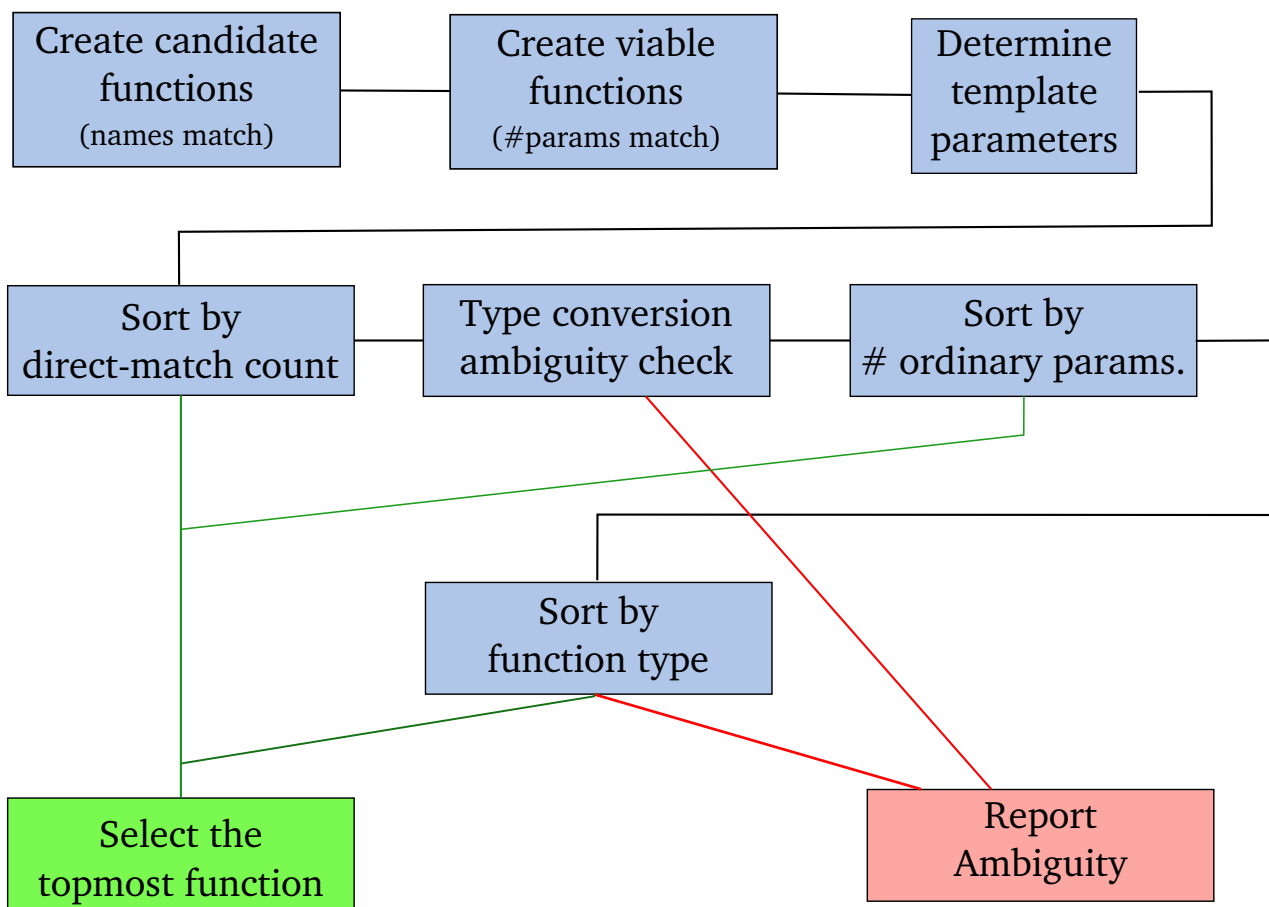 Create candidate
functions
(names match)
Create viable
functions
(#params match)
Determine
template
parameters
Sort by
direct-match count
Type conversion
ambiguity check
Sort by
# ordinary params.
Sort by
function type
Select the
topmost function
Report
Ambiguity